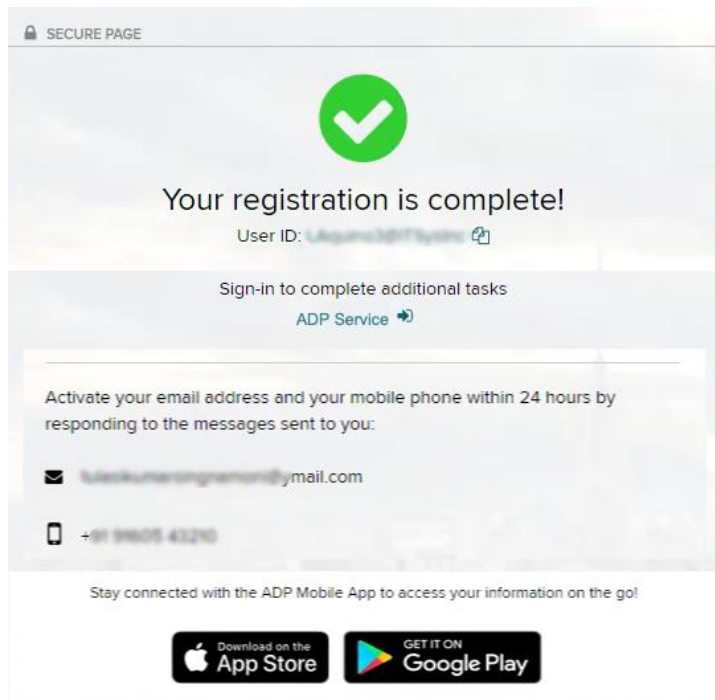 SECURE PAGE
Your registration is complete!
User ID:
Sign-in to complete additional tasks
ADP Service
Activate your email address and your mobile phone within 24 hours by
responding to the messages sent to you:
ymail.com
+
Stay connected with the ADP Mobile App to access your information on the go!
Download on the
App Store
GET IT ON
Google Play